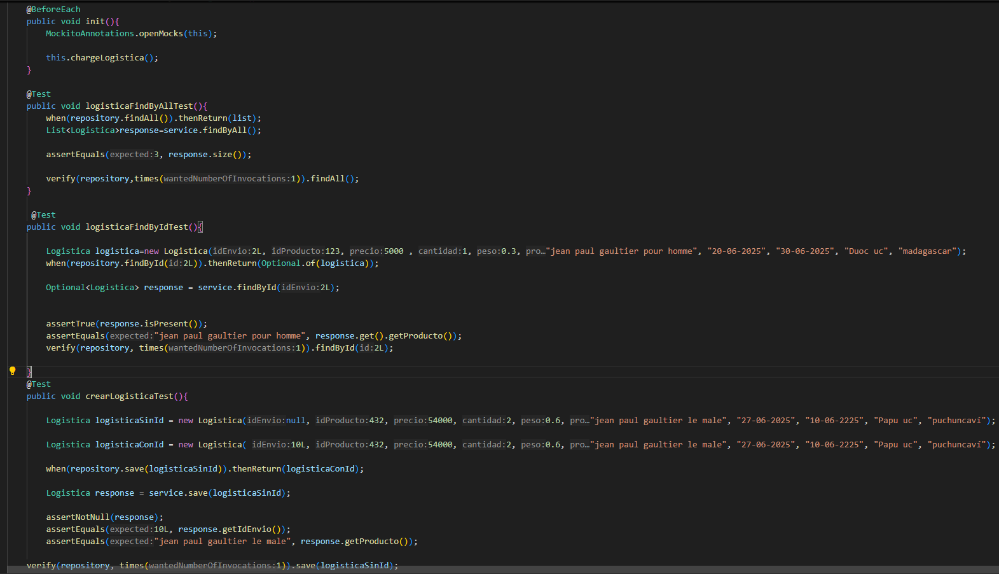 @BeforeEach
public void init(){
MockitoAnnotations.openMocks(this);
this.chargeLogistica();
}
@Test
public void logisticaFindByAllTest(){
when(repository.findAll()).thenReturn(list);
List<Logistica>response=service.findByAll();
assertEquals(expected:3, response.size());
verify(repository,times(wantedNumberOfInvocations:1)).findAll();
}
@Test
public void logisticaFindByIdTest(){
Logistica logistica=new Logistica(idEnvio:2L, idProducto:123, precio:5000 , cantidad:1, peso:0.3, pro…"jean paul gaultier pour homme", "20-06-2025", "30-06-2025", "Duoc uc", "madagascar");
when(repository.findById(id:2L)).thenReturn(Optional.of(logistica));
Optional<Logistica> response = service.findById(idEnvio:2L);
assertTrue(response.isPresent());
assertEquals(expected:"jean paul gaultier pour homme", response.get().getProducto());
verify(repository, times(wantedNumberOfInvocations:1)).findById(id:2L);
}
@Test
public void crearLogisticaTest(){
Logistica logisticaSinId = new Logistica(idEnvio:null, idProducto:432, precio:54000, cantidad:2, peso:0.6, pro…"jean paul gaultier le male", "27-06-2025", "10-06-2225", "Papu uc", "puchuncaví");
Logistica logisticaConId = new Logistica( idEnvio:10L, idProducto:432, precio:54000, cantidad:2, peso:0.6, pro…"jean paul gaultier le male", "27-06-2025", "10-06-2225", "Papu uc", "puchuncaví");
when(repository.save(logisticaSinId)).thenReturn(logisticaConId);
Logistica response = service.save(logisticaSinId);
assertNotNull(response);
assertEquals(expected:10L, response.getIdEnvio());
assertEquals(expected:"jean paul gaultier le male", response.getProducto());
verify(repository, times(wantedNumberOfInvocations:1)).save(logisticaSinId);